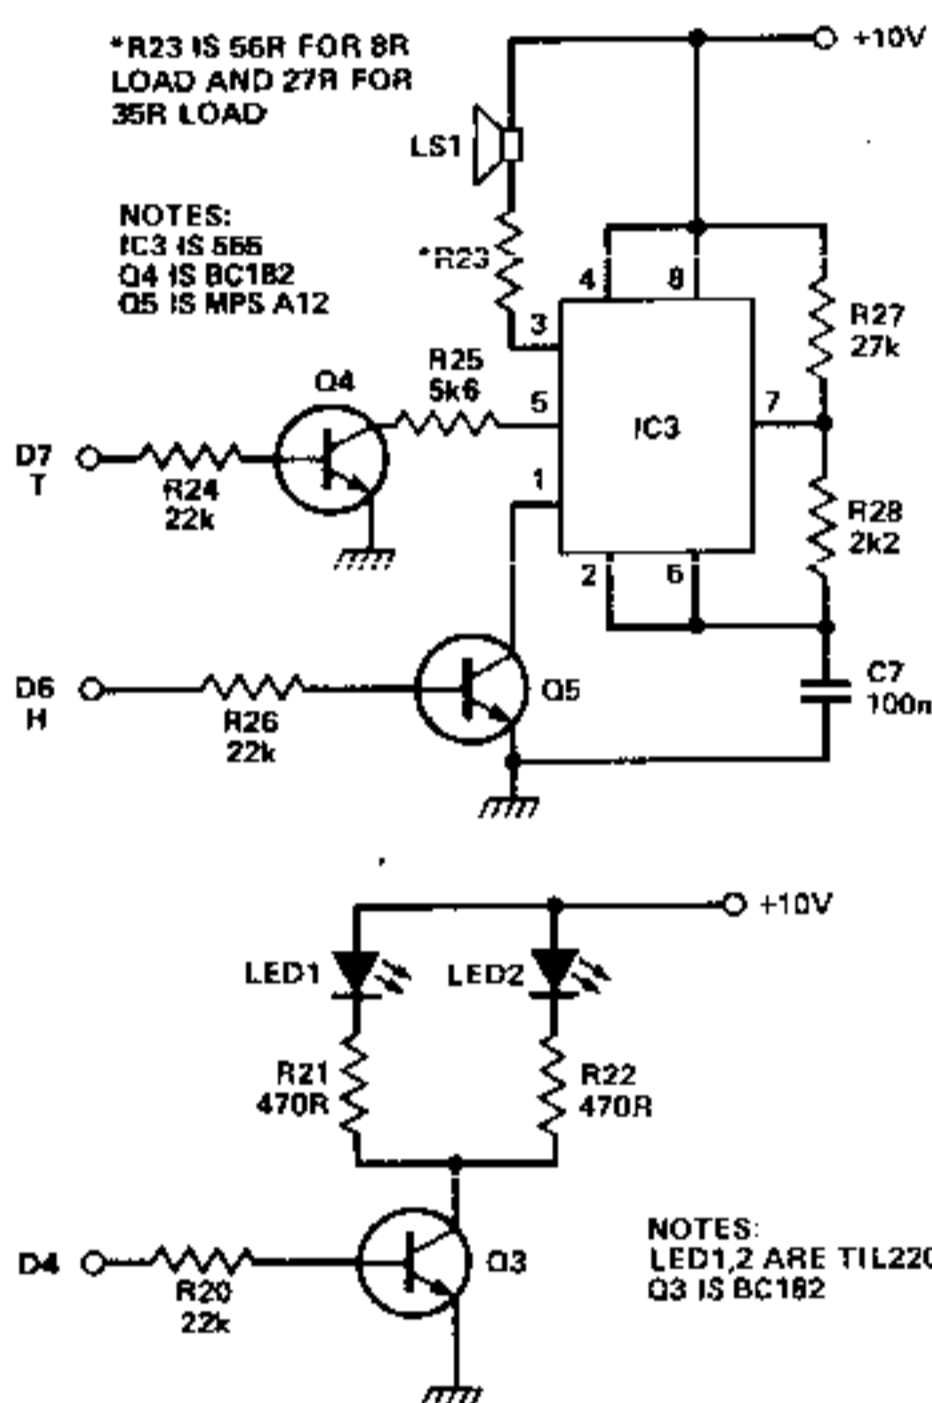 *R23 IS 56R FOR 8R
LOAD AND 27R FOR
35R LOAD
+10V
LS1
NOTES:
IC3 IS 555
Q4 IS BC182
Q5 IS MPS A12
*R23
4
8
R27
27k
3
Q4
R25
5k6
5
7
IC3
D7
T
R24
22k
1
R28
2k2
2
6
D6
H
R26
22k
Q5
C7
100n
+10V
LED1
LED2
R21
470R
R22
470R
D4
R20
22k
Q3
NOTES:
LED1,2 ARE TIL220
Q3 IS BC182